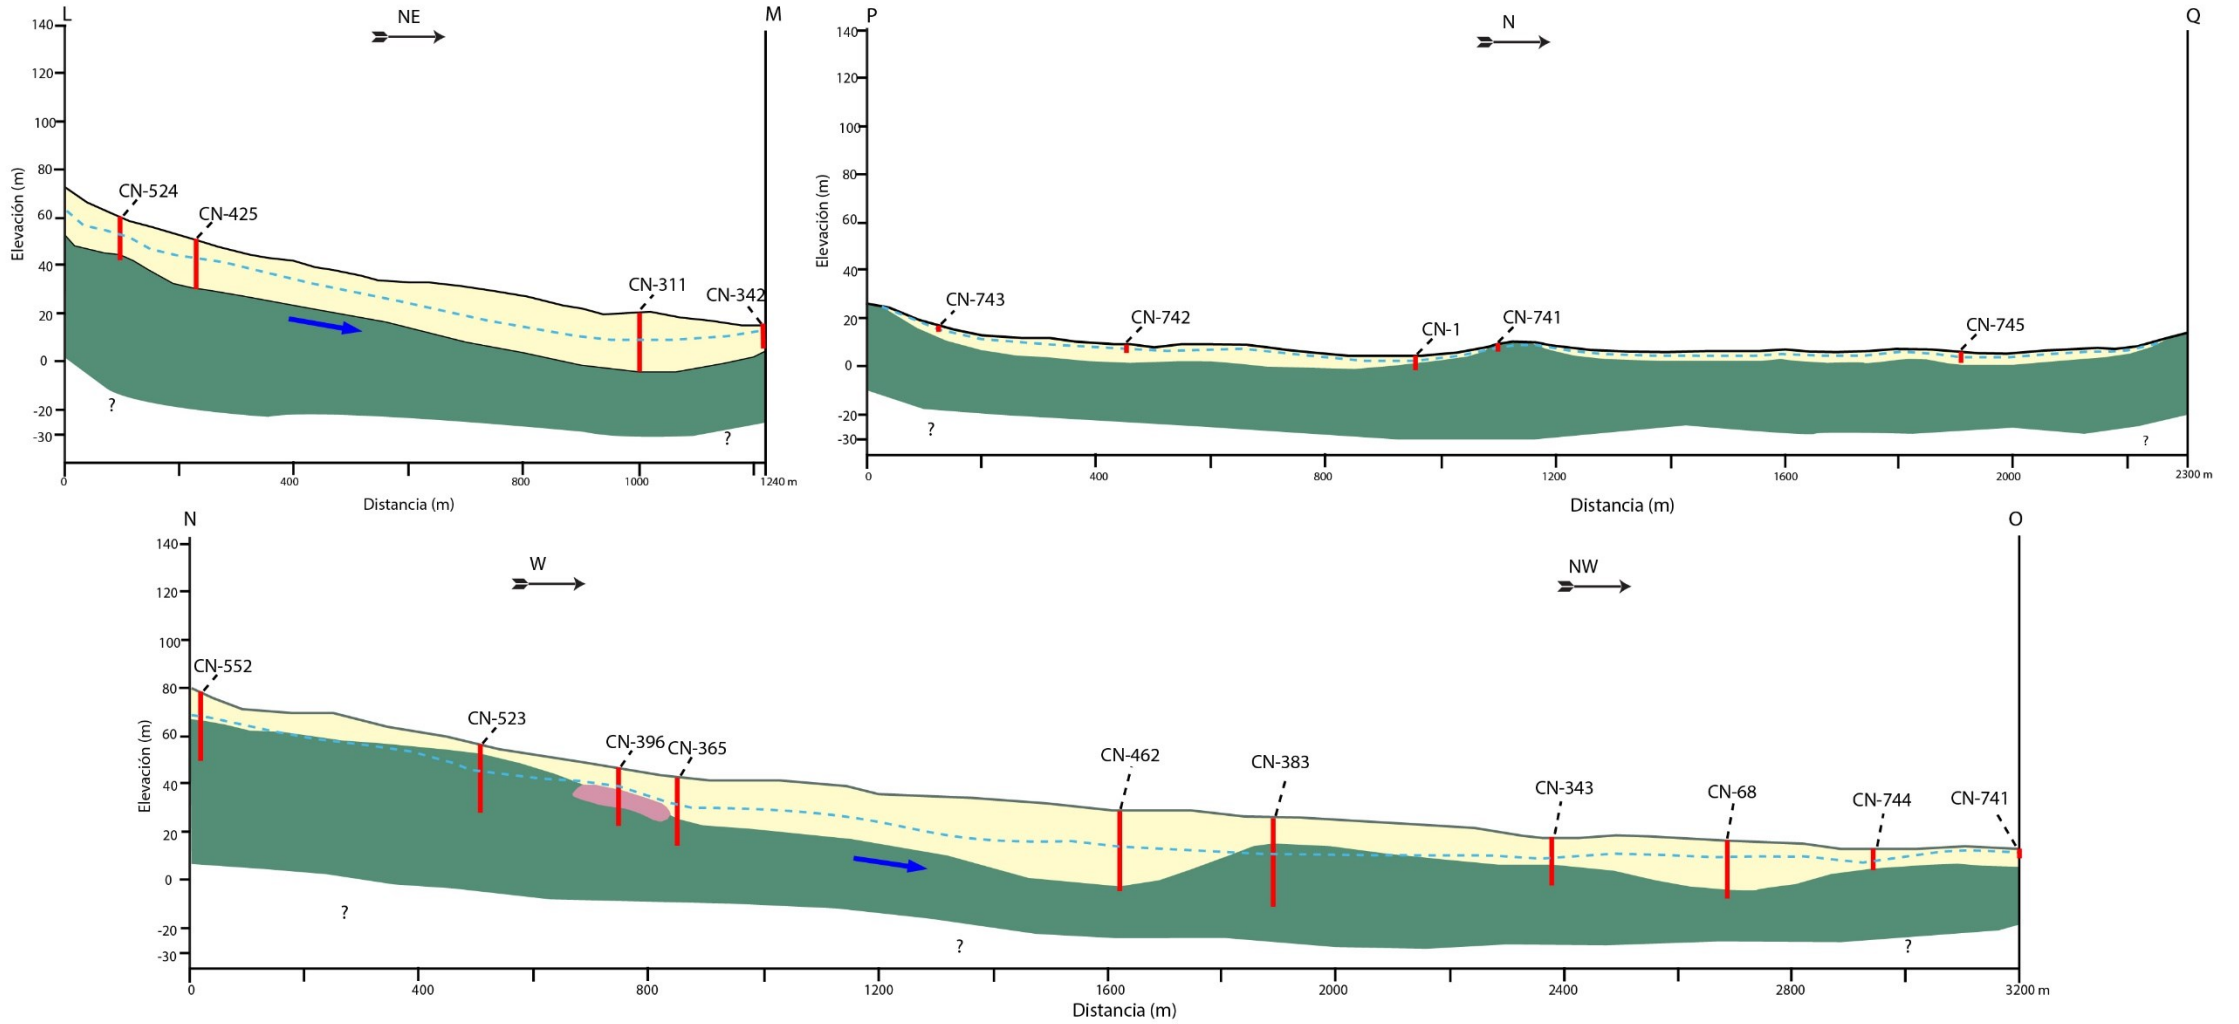 L
NE
M
140
120
100
80
60
40
20
0
-20
-30
Elevación (m)
CN-524
CN-425
CN-311
CN-342
?
?
0
400
800
1000
1240 m
Distancia (m)
P
N
Q
140
120
100
80
60
40
20
0
-20
-30
Elevación (m)
CN-743
CN-742
CN-1
CN-741
CN-745
?
?
0
400
800
1200
1600
2000
2300 m
Distancia (m)
N
W
NW
O
140
120
100
80
60
40
20
0
-20
-30
Elevación (m)
CN-552
CN-523
CN-396
CN-365
CN-462
CN-383
CN-343
CN-68
CN-744
CN-741
?
?
?
0
400
800
1200
1600
2000
2400
2800
3200 m
Distancia (m)